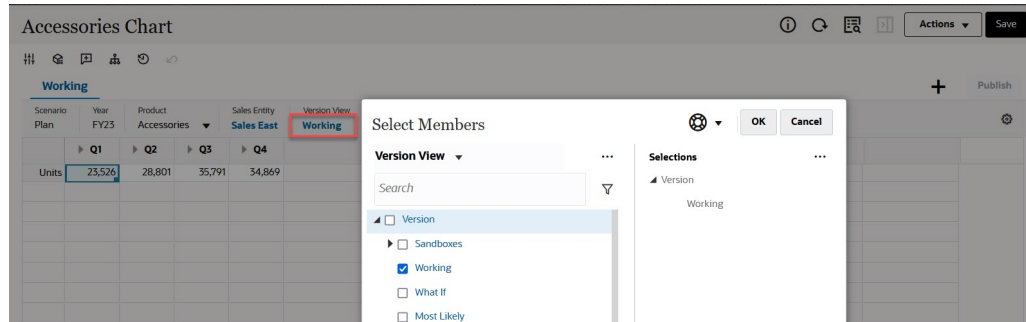 Accessories Chart
Actions
Save
Working
Publish
Scenario Year Product Sales Entity Version View
Plan FY23 Accessories Sales East Working
Q1 Q2 Q3 Q4
Units 23,526 28,801 35,791 34,869
Select Members
OK
Cancel
Version View
Search
Version
Sandboxes
Working
What If
Most Likely
Selections
Version
Working